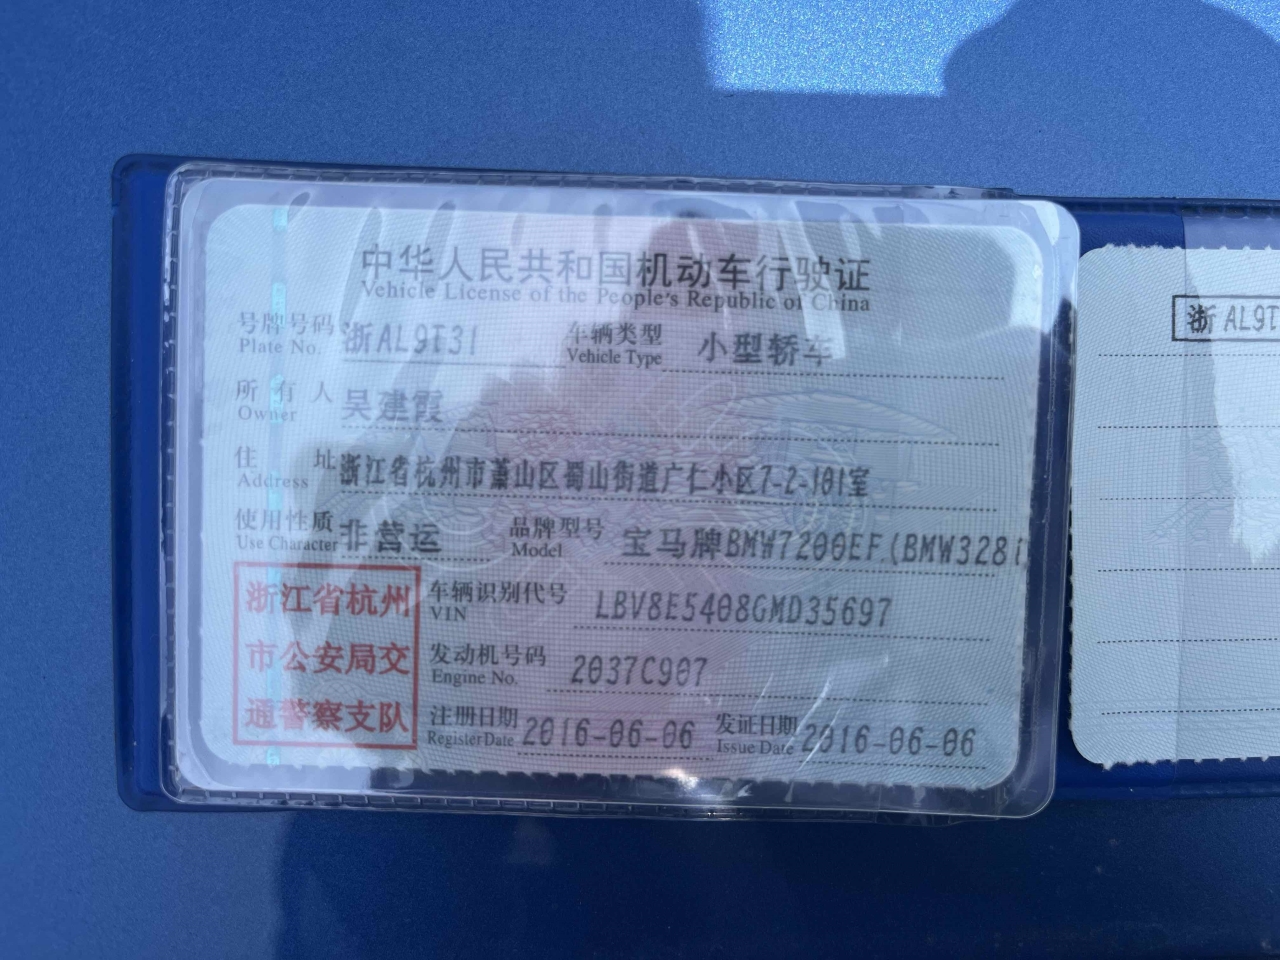 中华人民共和国机动车行驶证
Vehicle License of the People's Republic of China
号牌号码 浙AL9T31 车辆类型 小型轿车
Plate No. Vehicle Type
所有人 吴建霞
Owner
住址 浙江省杭州市萧山区蜀山街道广仁小区7-2-101室
Address
使用性质 非营运 品牌型号 宝马牌BMW7200EF(BMW328i
Use Character Model
浙江省杭州
市公安局交
通警察支队
车辆识别代号 LBV8E5408GMD35697
VIN
发动机号码 2037C907
Engine No.
注册日期 2016-06-06 发证日期 2016-06-06
Register Date Issue Date
浙AL9T